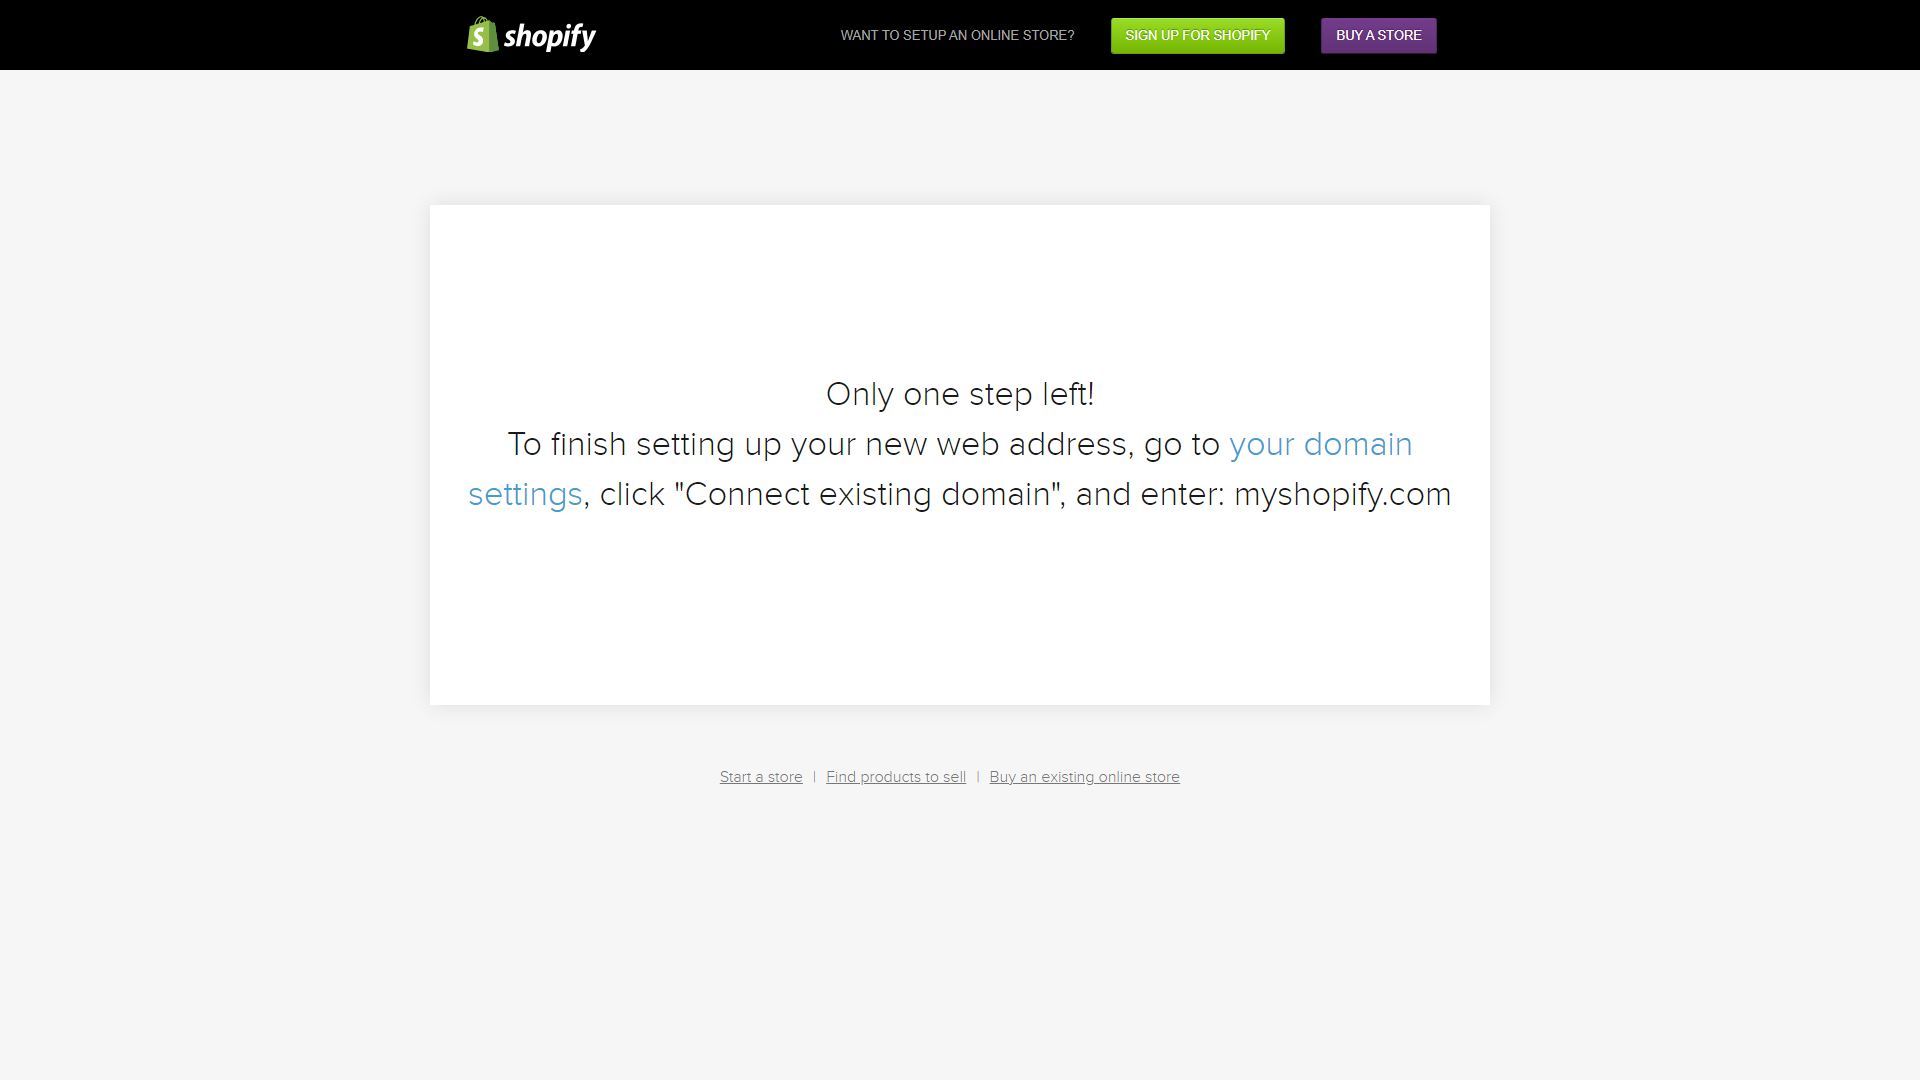 shopify
WANT TO SETUP AN ONLINE STORE? SIGN UP FOR SHOPIFY BUY A STORE
Only one step left!
To finish setting up your new web address, go to your domain
settings, click "Connect existing domain", and enter: myshopify.com
Start a store | Find products to sell | Buy an existing online store